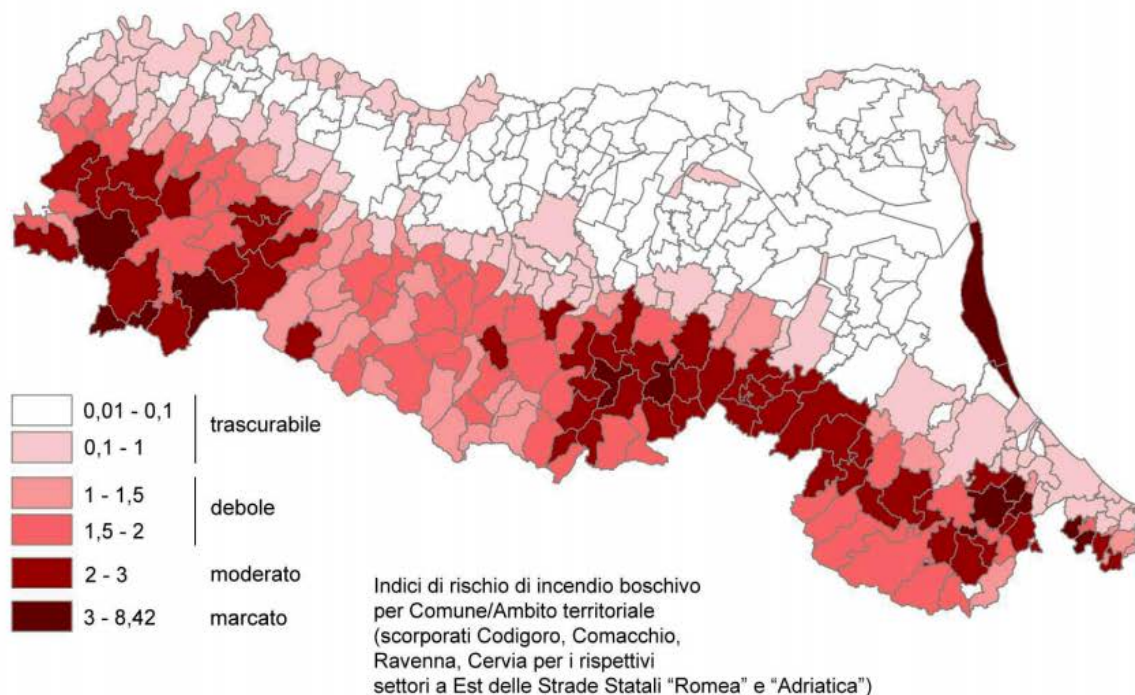 0,01 - 0,1
trascurabile
0,1 - 1
1 - 1,5
debole
1,5 - 2
2 - 3 moderato
3 - 8,42 marcato
Indici di rischio di incendio boschivo
per Comune/Ambito territoriale
(scorporati Codigoro, Comacchio,
Ravenna, Cervia per i rispettivi
settori a Est delle Strade Statali “Romea” e “Adriatica”)